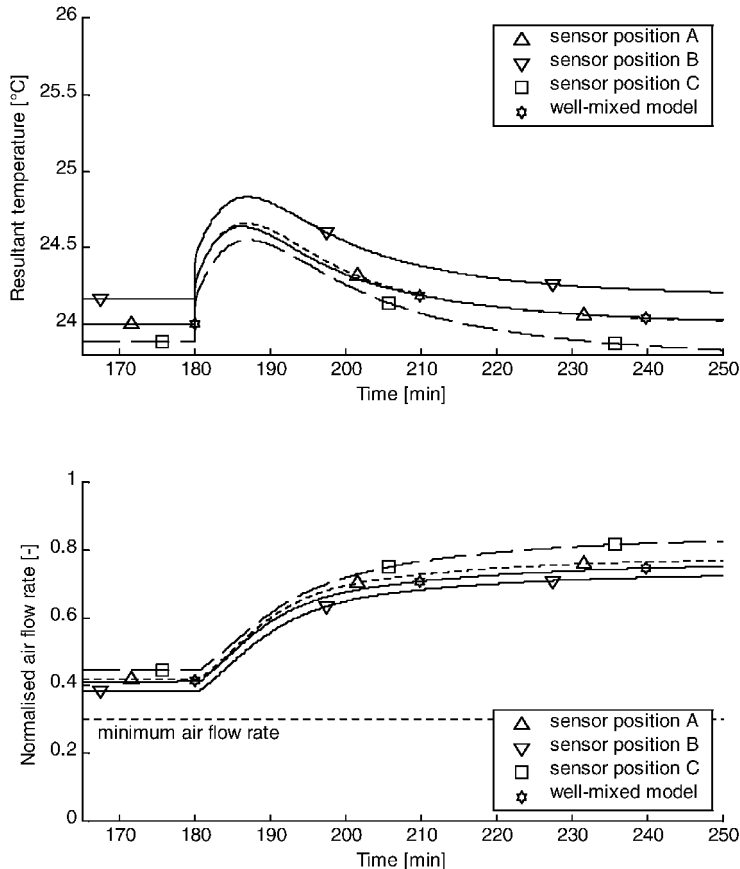 26
25.5
25
24.5
24
Resultant temperature [°C]
sensor position A
sensor position B
sensor position C
well-mixed model
170 180 190 200 210 220 230 240 250
Time [min]
1
0.8
0.6
0.4
0.2
0
Normalised air flow rate [-]
minimum air flow rate
sensor position A
sensor position B
sensor position C
well-mixed model
170 180 190 200 210 220 230 240 250
Time [min]